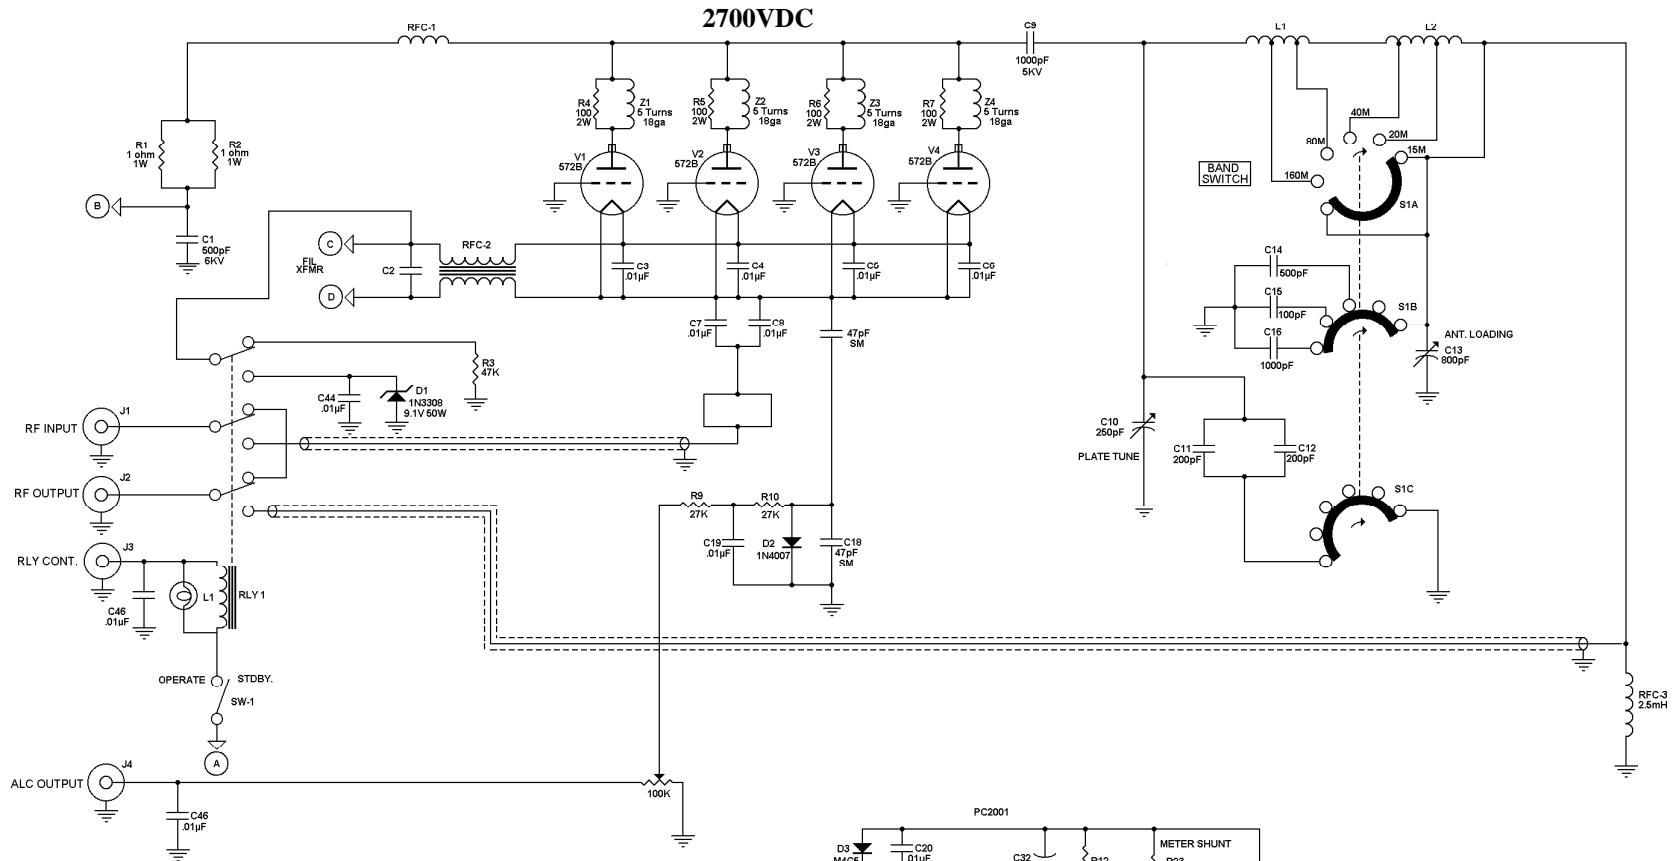 2700VDC
RFC-1
C9
1000pF
5KV
L1
L2
R4
100
2W
Z1
5 Turns
18ga
R5
100
2W
Z2
5 Turns
18ga
R6
100
2W
Z3
5 Turns
18ga
R7
100
2W
Z4
5 Turns
18ga
R1
1 ohm
1W
R2
1 ohm
1W
V1
572B
V2
572B
V3
572B
V4
572B
40M
80M
20M
15M
160M
BAND
SWITCH
S1A
B
C1
500pF
6KV
C
FIL
XFMR
D
C2
RFC-2
C3
.01µF
C4
.01µF
C5
.01µF
C6
.01µF
C7
.01µF
C8
.01µF
47pF
SM
C14
500pF
C15
100pF
C16
1000pF
S1B
ANT. LOADING
C13
800pF
R3
47K
C44
.01µF
D1
1N3308
9.1V 50W
J1
RF INPUT
J2
RF OUTPUT
C10
250pF
PLATE TUNE
C11
200pF
C12
200pF
S1C
R9
27K
R10
27K
C19
.01µF
D2
1N4007
C18
47pF
SM
J3
RLY CONT.
C46
.01µF
L1
RLY 1
OPERATE
STDBY.
SW-1
A
RFC-3
2.5mH
J4
ALC OUTPUT
C46
.01µF
100K
PC2001
D3
C20
.01µF
C32
R12
METER SHUNT
R23